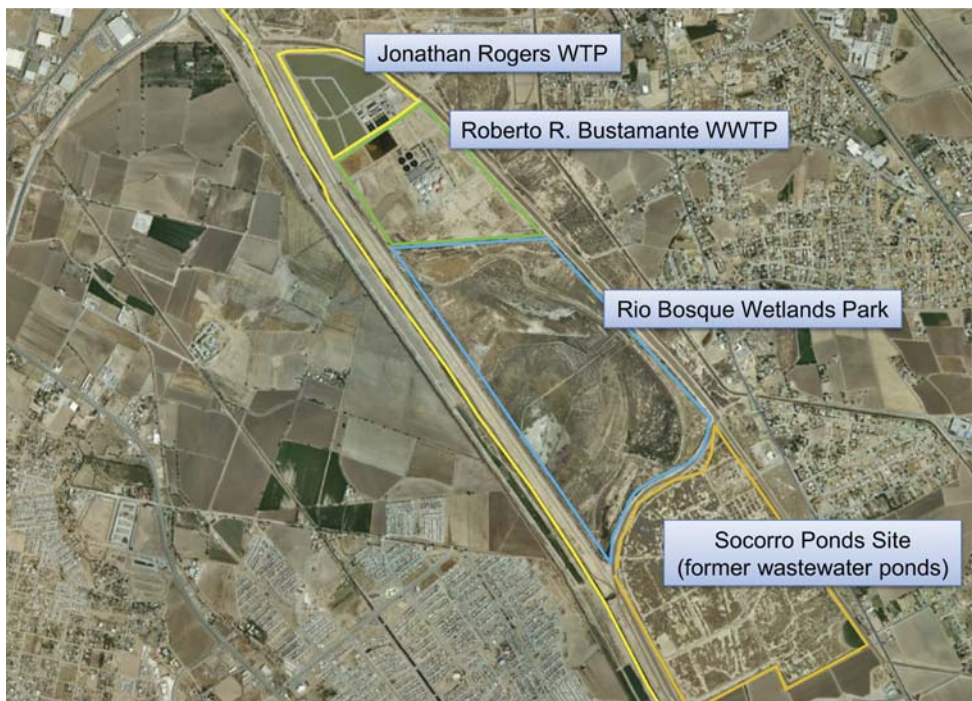 Jonathan Rogers WTP
Roberto R. Bustamante WWTP
Rio Bosque Wetlands Park
Socorro Ponds Site
(former wastewater ponds)